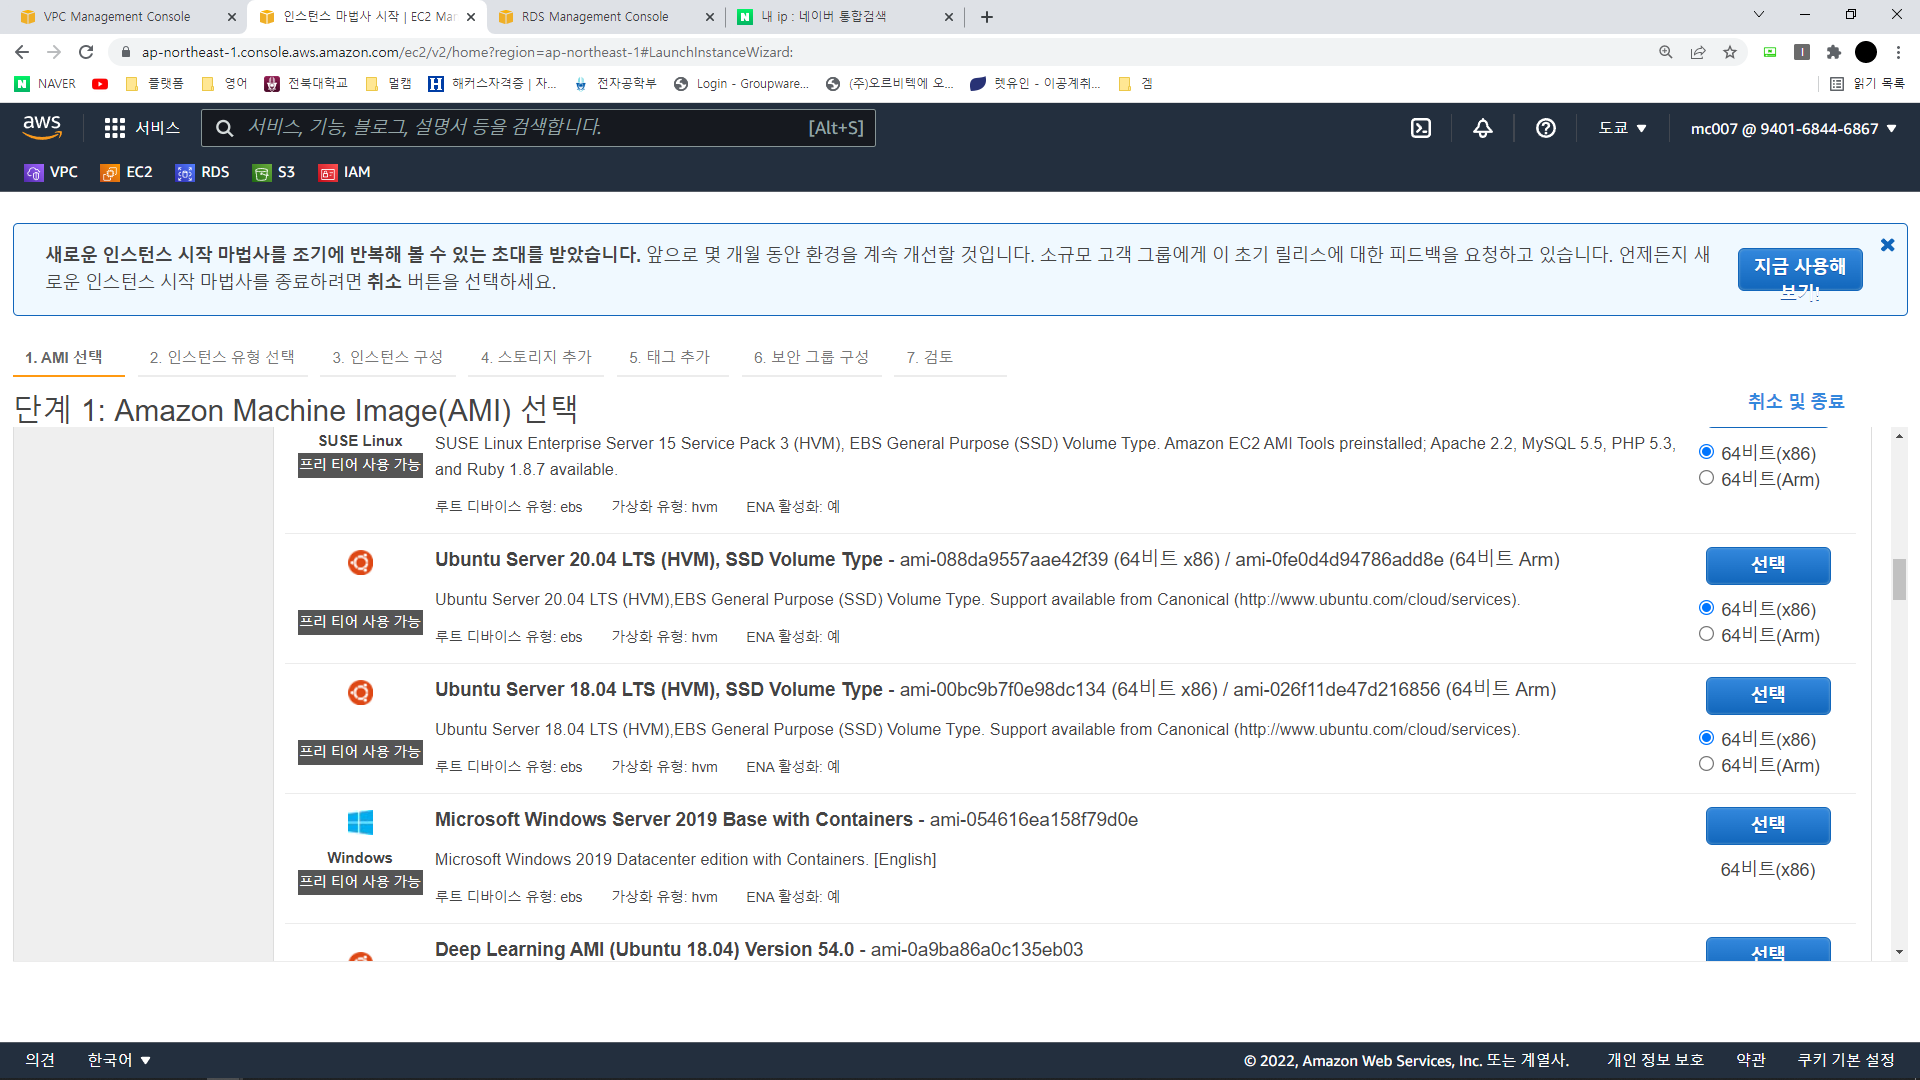 VPC Management Console
인스턴스 마법사 시작 | EC2 Mar
RDS Management Console
내 ip : 네이버 통합검색
ap-northeast-1.console.aws.amazon.com/ec2/v2/home?region=ap-northeast-1#LaunchInstanceWizard:
NAVER
플랫폼
영어
전북대학교
멀캠
해커스자격증 | 자...
전자공학부
Login - Groupware...
(주)오르비텍에 오...
렛유인 - 이공계취...
겜
읽기 목록
aws
서비스
서비스, 기능, 블로그, 설명서 등을 검색합니다.
[Alt+S]
도쿄 ▼
mc007 @ 9401-6844-6867 ▼
VPC
EC2
RDS
S3
IAM
새로운 인스턴스 시작 마법사를 조기에 반복해 볼 수 있는 초대를 받았습니다. 앞으로 몇 개월 동안 환경을 계속 개선할 것입니다. 소규모 고객 그룹에게 이 초기 릴리스에 대한 피드백을 요청하고 있습니다. 언제든지 새
로운 인스턴스 시작 마법사를 종료하려면 취소 버튼을 선택하세요.
지금 사용해
보기!
1. AMI 선택
2. 인스턴스 유형 선택
3. 인스턴스 구성
4. 스토리지 추가
5. 태그 추가
6. 보안 그룹 구성
7. 검토
단계 1: Amazon Machine Image(AMI) 선택
취소 및 종료
SUSE Linux
프리 티어 사용 가능
SUSE Linux Enterprise Server 15 Service Pack 3 (HVM), EBS General Purpose (SSD) Volume Type. Amazon EC2 AMI Tools preinstalled; Apache 2.2, MySQL 5.5, PHP 5.3,
and Ruby 1.8.7 available.
루트 디바이스 유형: ebs
가상화 유형: hvm
ENA 활성화: 예
64비트(x86)
64비트(Arm)
Ubuntu Server 20.04 LTS (HVM), SSD Volume Type - ami-088da9557aae42f39 (64비트 x86) / ami-0fe0d4d94786add8e (64비트 Arm)
Ubuntu Server 20.04 LTS (HVM),EBS General Purpose (SSD) Volume Type. Support available from Canonical (http://www.ubuntu.com/cloud/services).
프리 티어 사용 가능
루트 디바이스 유형: ebs
가상화 유형: hvm
ENA 활성화: 예
선택
64비트(x86)
64비트(Arm)
Ubuntu Server 18.04 LTS (HVM), SSD Volume Type - ami-00bc9b7f0e98dc134 (64비트 x86) / ami-026f11de47d216856 (64비트 Arm)
Ubuntu Server 18.04 LTS (HVM),EBS General Purpose (SSD) Volume Type. Support available from Canonical (http://www.ubuntu.com/cloud/services).
프리 티어 사용 가능
루트 디바이스 유형: ebs
가상화 유형: hvm
ENA 활성화: 예
선택
64비트(x86)
64비트(Arm)
Microsoft Windows Server 2019 Base with Containers - ami-054616ea158f79d0e
Windows
프리 티어 사용 가능
Microsoft Windows 2019 Datacenter edition with Containers. [English]
루트 디바이스 유형: ebs
가상화 유형: hvm
ENA 활성화: 예
선택
64비트(x86)
Deep Learning AMI (Ubuntu 18.04) Version 54.0 - ami-0a9ba86a0c135eb03
선택
의견
한국어 ▼
© 2022, Amazon Web Services, Inc. 또는 계열사.
개인 정보 보호
약관
쿠키 기본 설정